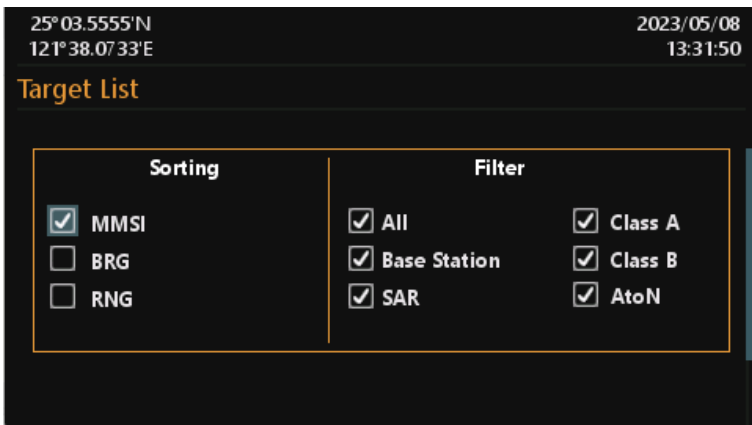 25°03.5555'N 2023/05/08
121°38.0733'E 13:31:50
Target List
Sorting Filter
MMSI All Class A
BRG Base Station Class B
RNG SAR AtoN